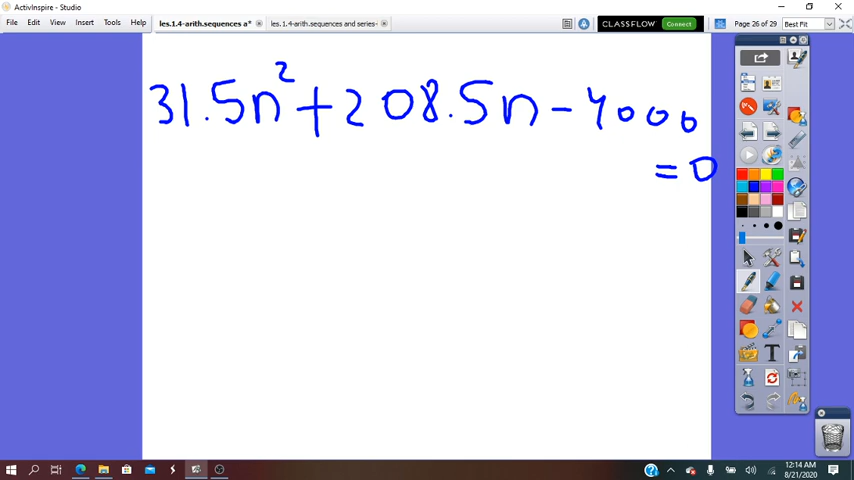 ActivInspire - Studio
File Edit View Insert Tools Help
les.1.4-arith.sequences a*
les.1.4-arith.sequences and series-
CLASSFLOW Connect
Page 26 of 29
Best Fit
31.5n²+208.5n-4000
=0
12:14 AM
8/21/2020